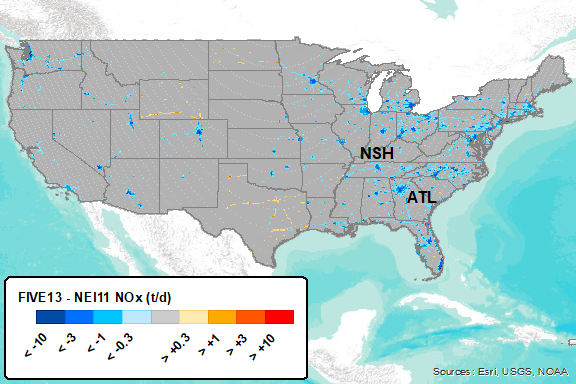 NSH
ATL
FIVE13 - NEI11 NOx (t/d)
< -10 < -3 < -1 < -0.3 > +0.3 > +1 > +3 > +10
Sources: Esri, USGS, NOAA